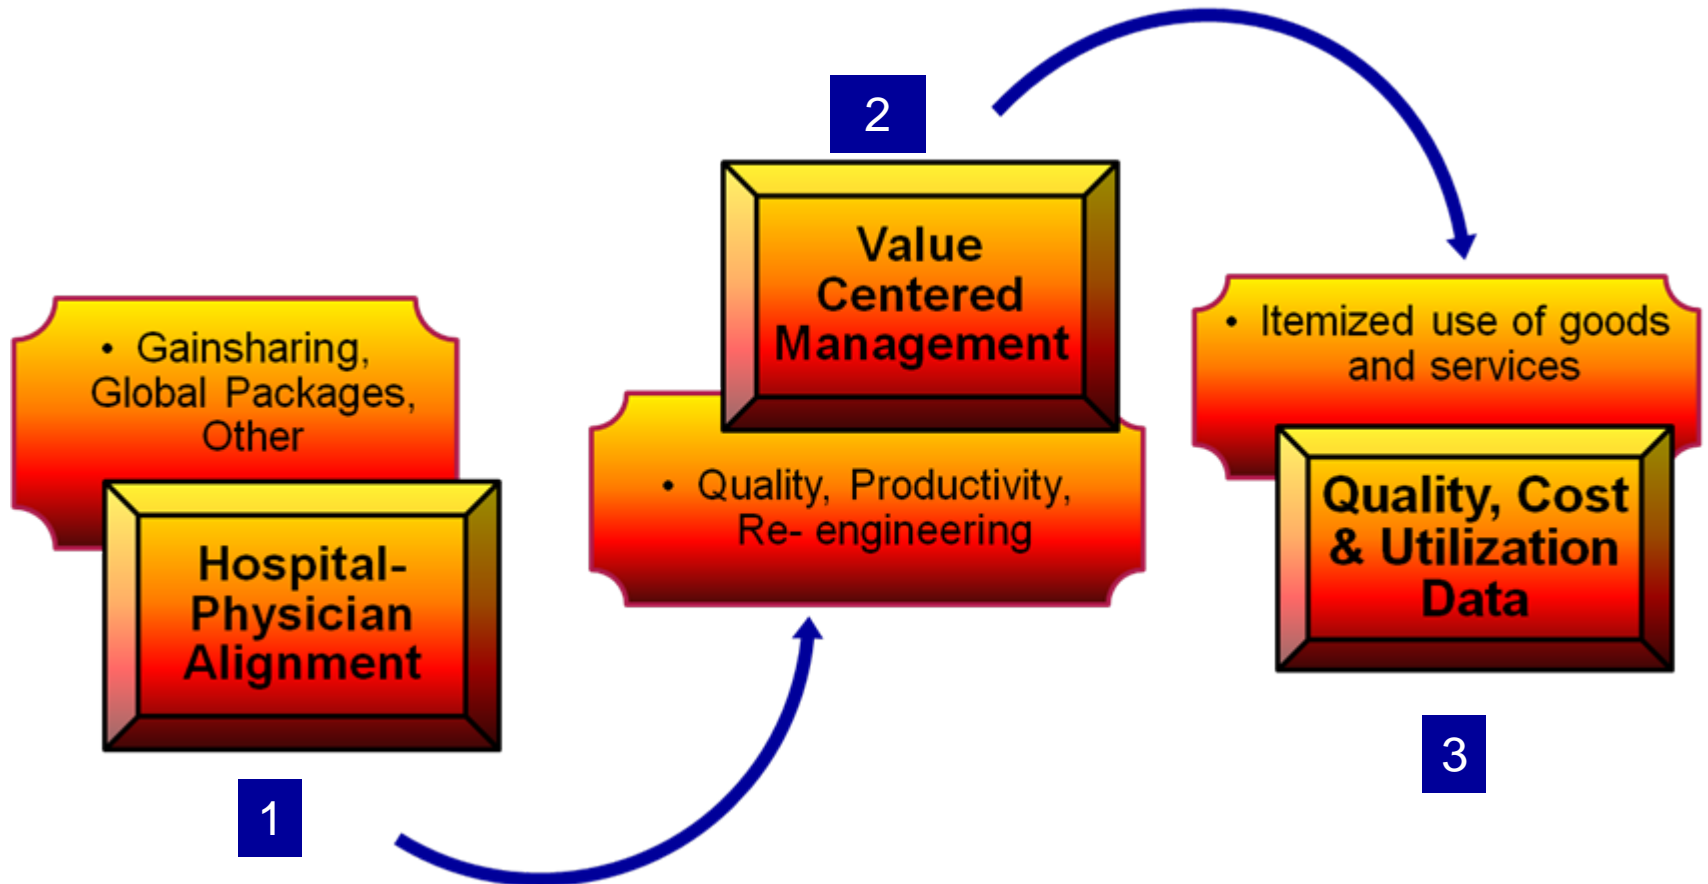 • Gainsharing,
Global Packages,
Other
Hospital-
Physician
Alignment
1
2
Value
Centered
Management
• Quality, Productivity,
Re- engineering
• Itemized use of goods
and services
Quality, Cost
& Utilization
Data
3